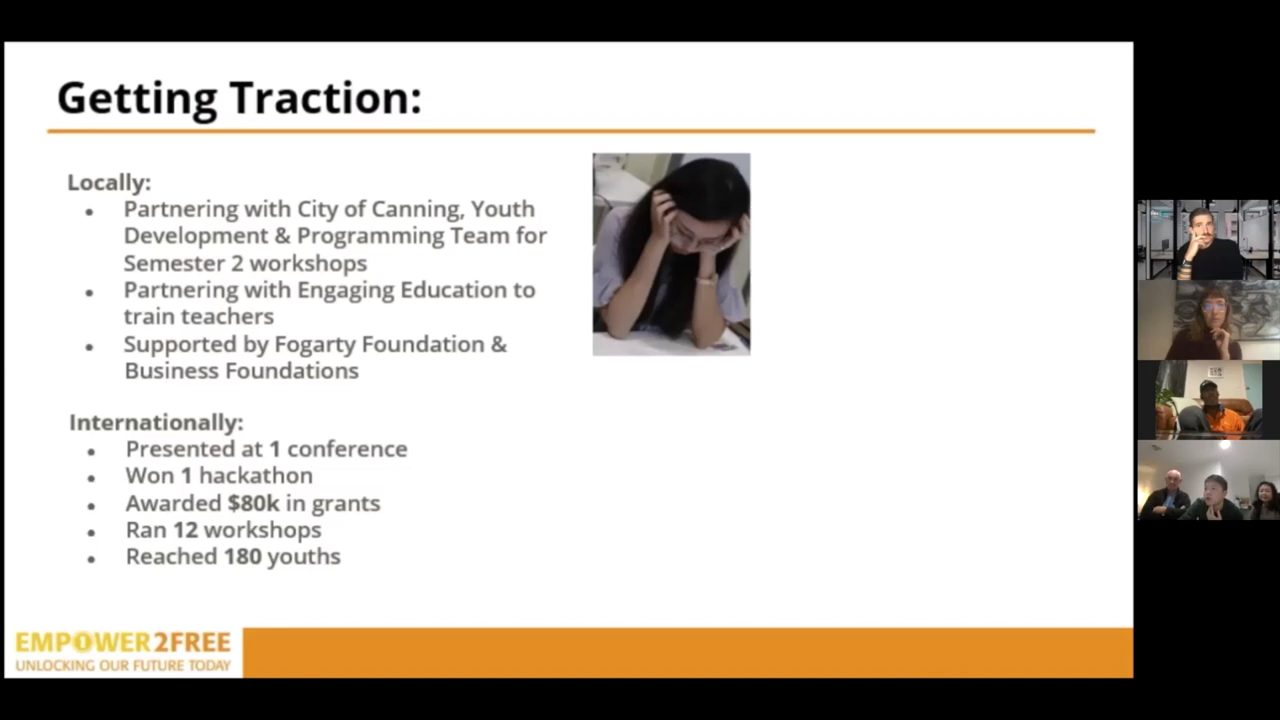 Getting Traction:
Locally:
Partnering with City of Canning, Youth
Development & Programming Team for
Semester 2 workshops
Partnering with Engaging Education to
train teachers
Supported by Fogarty Foundation &
Business Foundations
Internationally:
Presented at 1 conference
Won 1 hackathon
Awarded $80k in grants
Ran 12 workshops
Reached 180 youths
EMPOWER2FREE
UNLOCKING OUR FUTURE TODAY